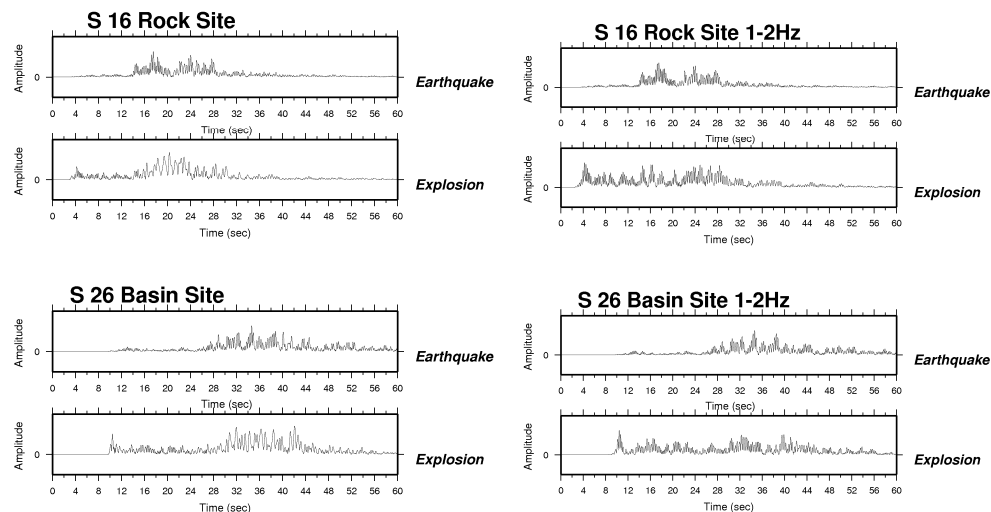 S 16 Rock Site
Amplitude
0
Earthquake
0 4 8 12 16 20 24 28 32 36 40 44 48 52 56 60
Time (sec)
Amplitude
0
Explosion
0 4 8 12 16 20 24 28 32 36 40 44 48 52 56 60
Time (sec)
S 16 Rock Site 1-2Hz
Amplitude
0
Earthquake
0 4 8 12 16 20 24 28 32 36 40 44 48 52 56 60
Time (sec)
Amplitude
0
Explosion
0 4 8 12 16 20 24 28 32 36 40 44 48 52 56 60
Time (sec)
S 26 Basin Site
Amplitude
0
Earthquake
0 4 8 12 16 20 24 28 32 36 40 44 48 52 56 60
Time (sec)
Amplitude
0
Explosion
0 4 8 12 16 20 24 28 32 36 40 44 48 52 56 60
Time (sec)
S 26 Basin Site 1-2Hz
Amplitude
0
Earthquake
0 4 8 12 16 20 24 28 32 36 40 44 48 52 56 60
Time (sec)
Amplitude
0
Explosion
0 4 8 12 16 20 24 28 32 36 40 44 48 52 56 60
Time (sec)